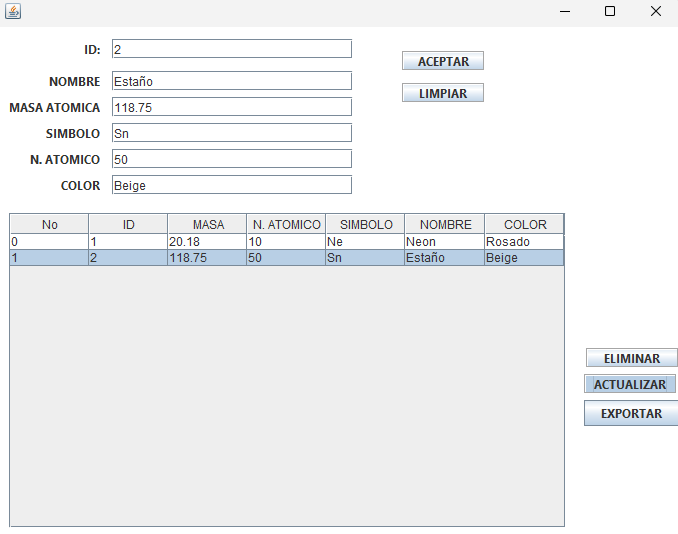 ID: 2
ACEPTAR
NOMBRE Estaño
LIMPIAR
MASA ATOMICA 118.75
SIMBOLO Sn
N. ATOMICO 50
COLOR Beige
No ID MASA N. ATOMICO SIMBOLO NOMBRE COLOR
0 1 20.18 10 Ne Neon Rosado
1 2 118.75 50 Sn Estaño Beige
ELIMINAR
ACTUALIZAR
EXPORTAR